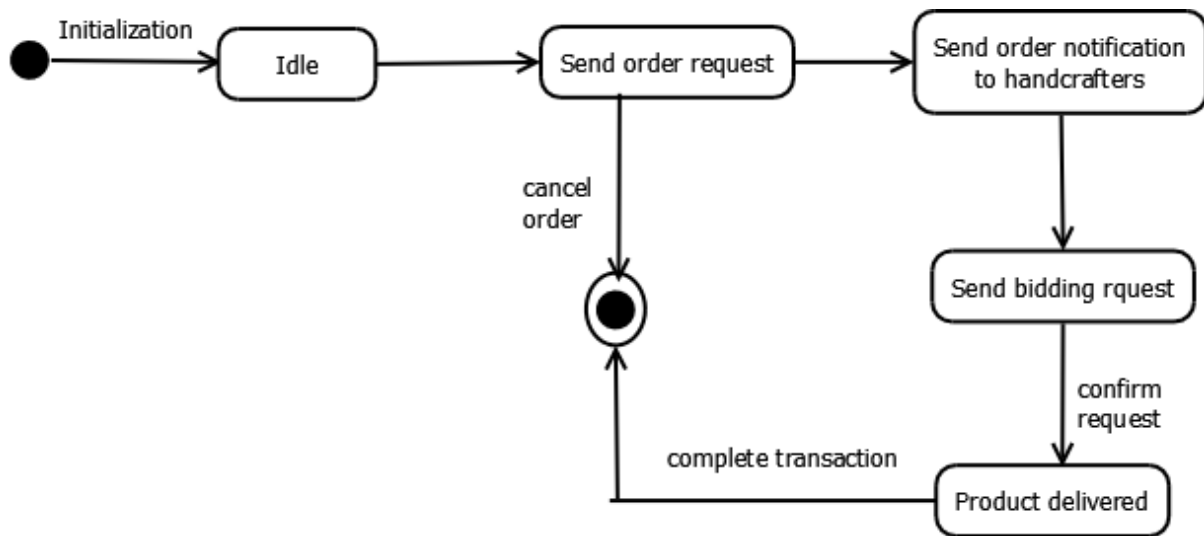 Initialization
Idle
Send order request
Send order notification
to handcrafters
cancel
order
Send bidding rquest
confirm
request
complete transaction
Product delivered